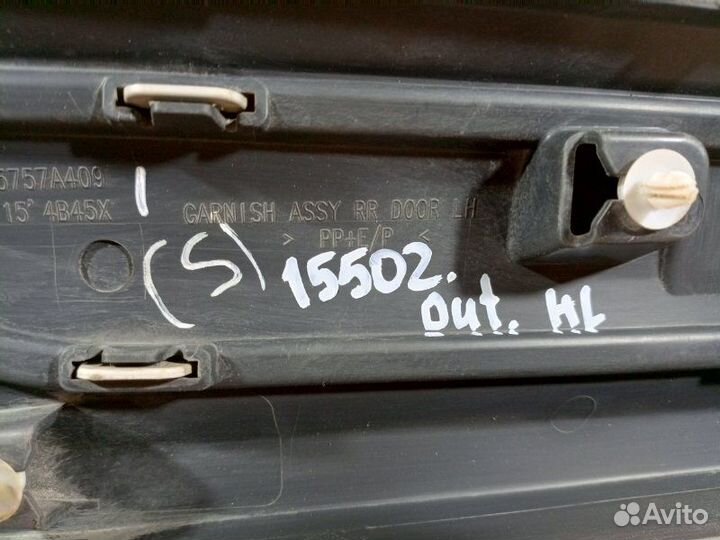 5757A409
15' 4B45X
GARNISH ASSY RR DOOR LH
> PP+E/P <
(S)
15502.
Out. HL
Avito